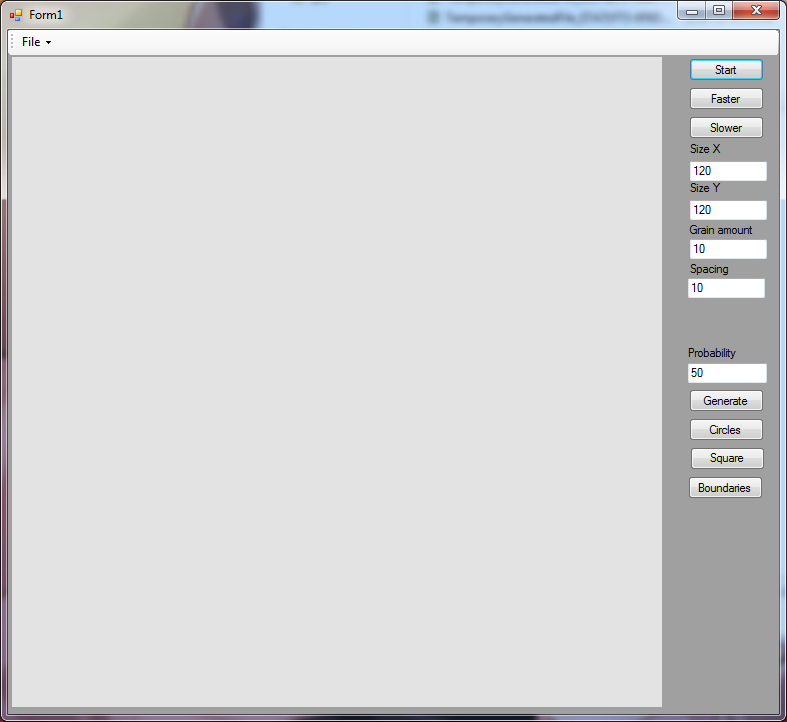 Form1
File
Start
Faster
Slower
Size X
120
Size Y
120
Grain amount
10
Spacing
10
Probability
50
Generate
Circles
Square
Boundaries